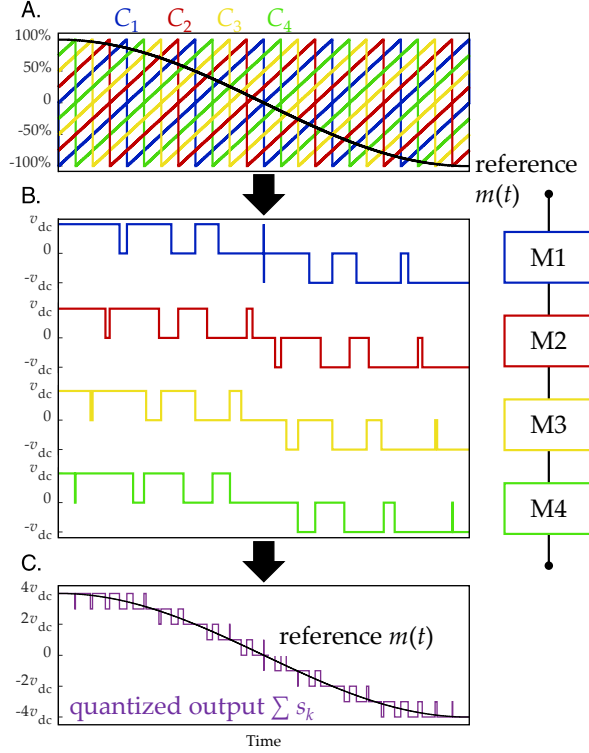 A.
C1 C2 C3 C4
100%
50%
0
-50%
-100%
reference
m(t)
B.
vdc
0
-vdc
M1
vdc
0
-vdc
M2
vdc
0
-vdc
M3
vdc
0
-vdc
M4
C.
4vdc
2vdc
0
-2vdc
-4vdc
reference m(t)
quantized output ∑ sk
Time